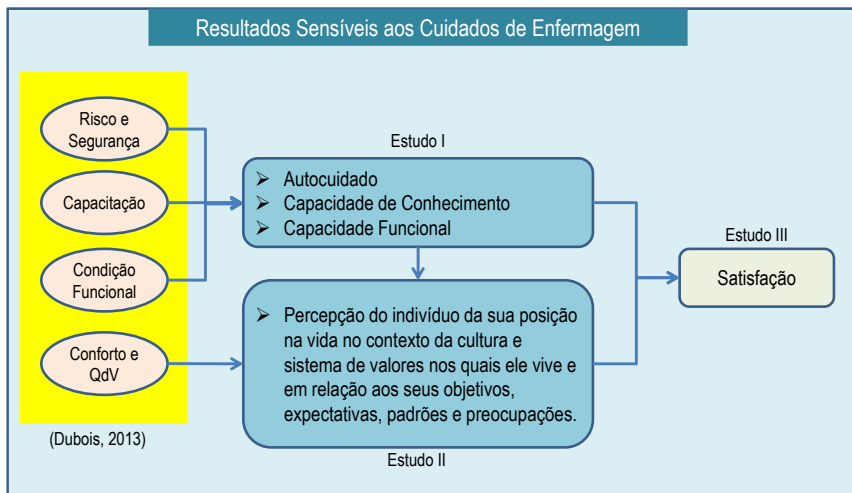 Resultados Sensíveis aos Cuidados de Enfermagem
Risco e
Segurança
Capacitação
Condição
Funcional
Conforto e
QdV
(Dubois, 2013)
Estudo I
➢ Autocuidado
➢ Capacidade de Conhecimento
➢ Capacidade Funcional
➢ Percepção do indivíduo da sua posição
na vida no contexto da cultura e
sistema de valores nos quais ele vive e
em relação aos seus objetivos,
expectativas, padrões e preocupações.
Estudo II
Estudo III
Satisfação